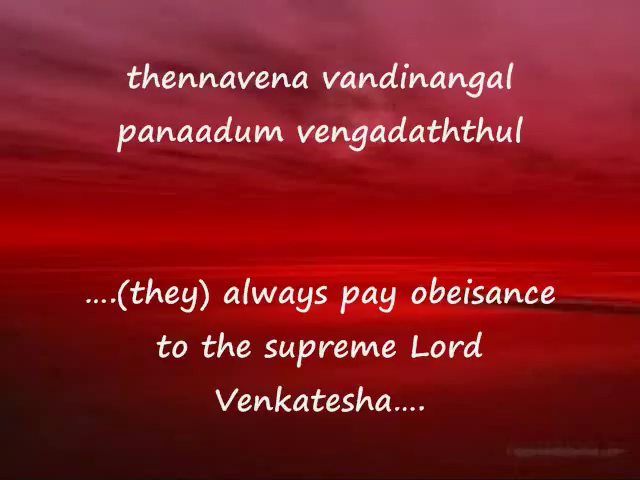 thennavena vandinangal
panaadum vengadaththul
....(they) always pay obeisance
to the supreme Lord
Venkatesha....